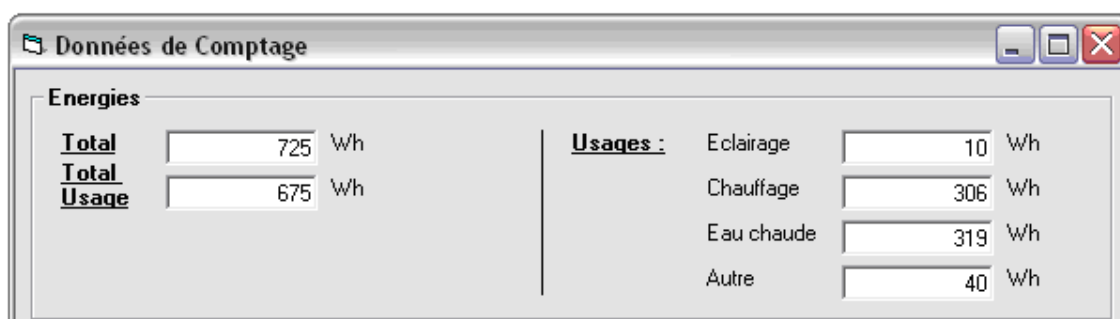 Données de Comptage
Energies
Total 725 Wh
Total Usage 675 Wh
Usages :
Eclairage 10 Wh
Chauffage 306 Wh
Eau chaude 319 Wh
Autre 40 Wh